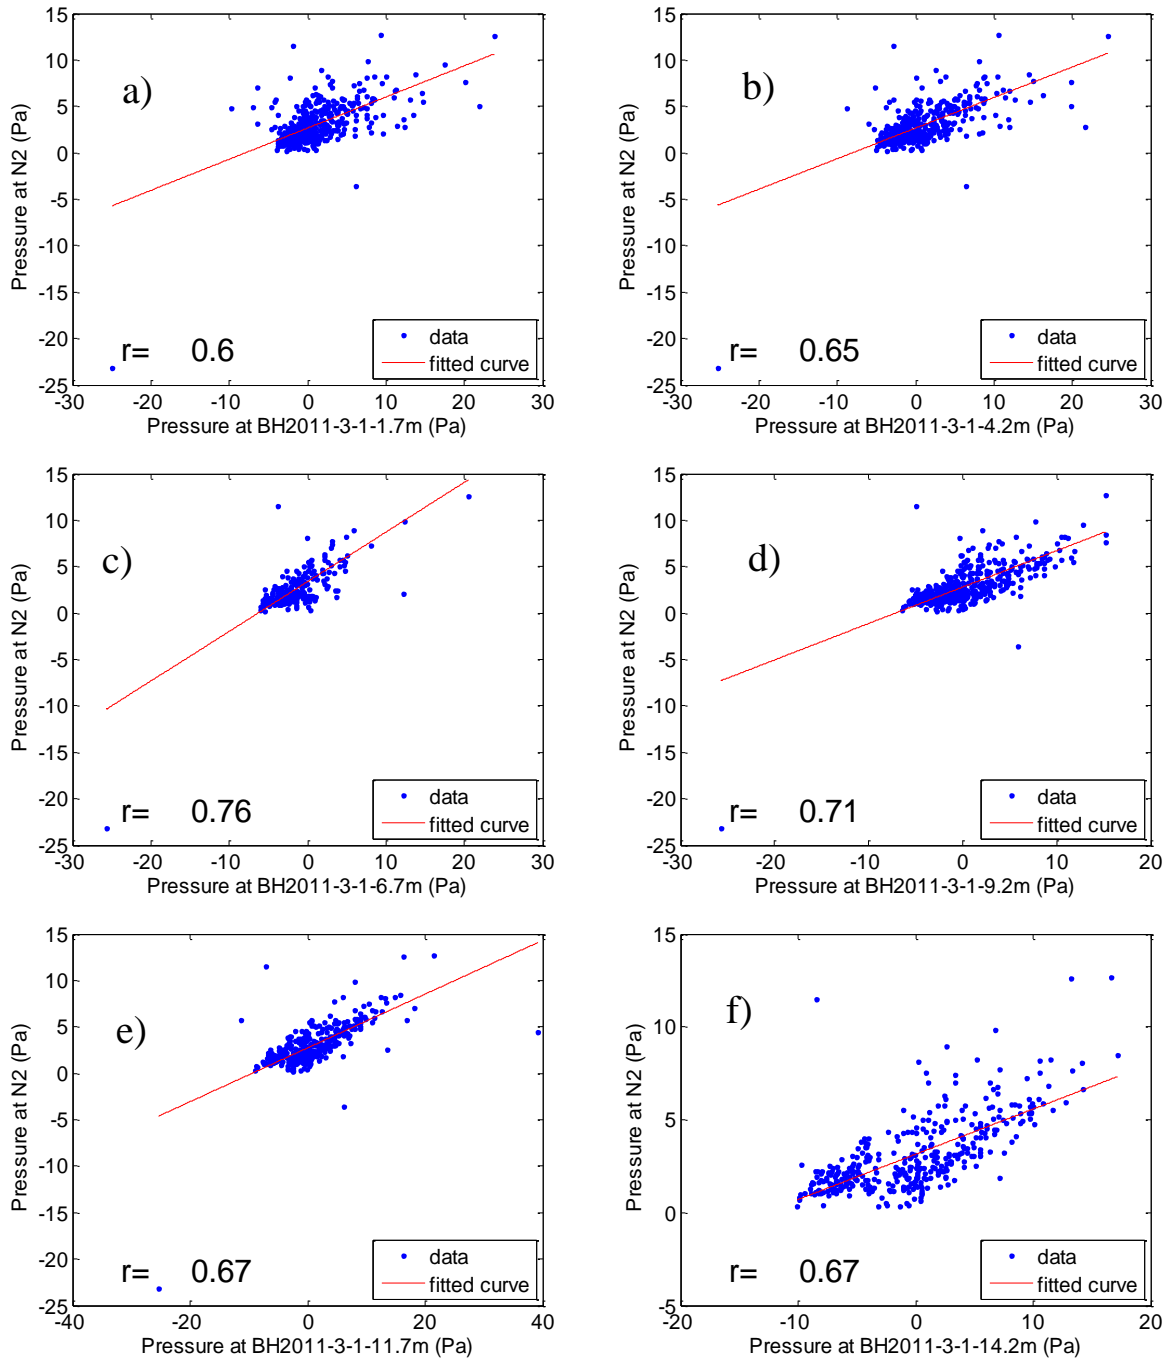 15
10
5
0
-5
-10
-15
-20
-25
Pressure at N2 (Pa)
a)
r= 0.6
data
fitted curve
-30 -20 -10 0 10 20 30
Pressure at BH2011-3-1-1.7m (Pa)
15
10
5
0
-5
-10
-15
-20
-25
Pressure at N2 (Pa)
b)
r= 0.65
data
fitted curve
-30 -20 -10 0 10 20 30
Pressure at BH2011-3-1-4.2m (Pa)
15
10
5
0
-5
-10
-15
-20
-25
Pressure at N2 (Pa)
c)
r= 0.76
data
fitted curve
-30 -20 -10 0 10 20 30
Pressure at BH2011-3-1-6.7m (Pa)
15
10
5
0
-5
-10
-15
-20
-25
Pressure at N2 (Pa)
d)
r= 0.71
data
fitted curve
-30 -20 -10 0 10 20
Pressure at BH2011-3-1-9.2m (Pa)
15
10
5
0
-5
-10
-15
-20
-25
Pressure at N2 (Pa)
e)
r= 0.67
data
fitted curve
-40 -20 0 20 40
Pressure at BH2011-3-1-11.7m (Pa)
15
10
5
0
-5
Pressure at N2 (Pa)
f)
r= 0.67
data
fitted curve
-20 -10 0 10 20
Pressure at BH2011-3-1-14.2m (Pa)